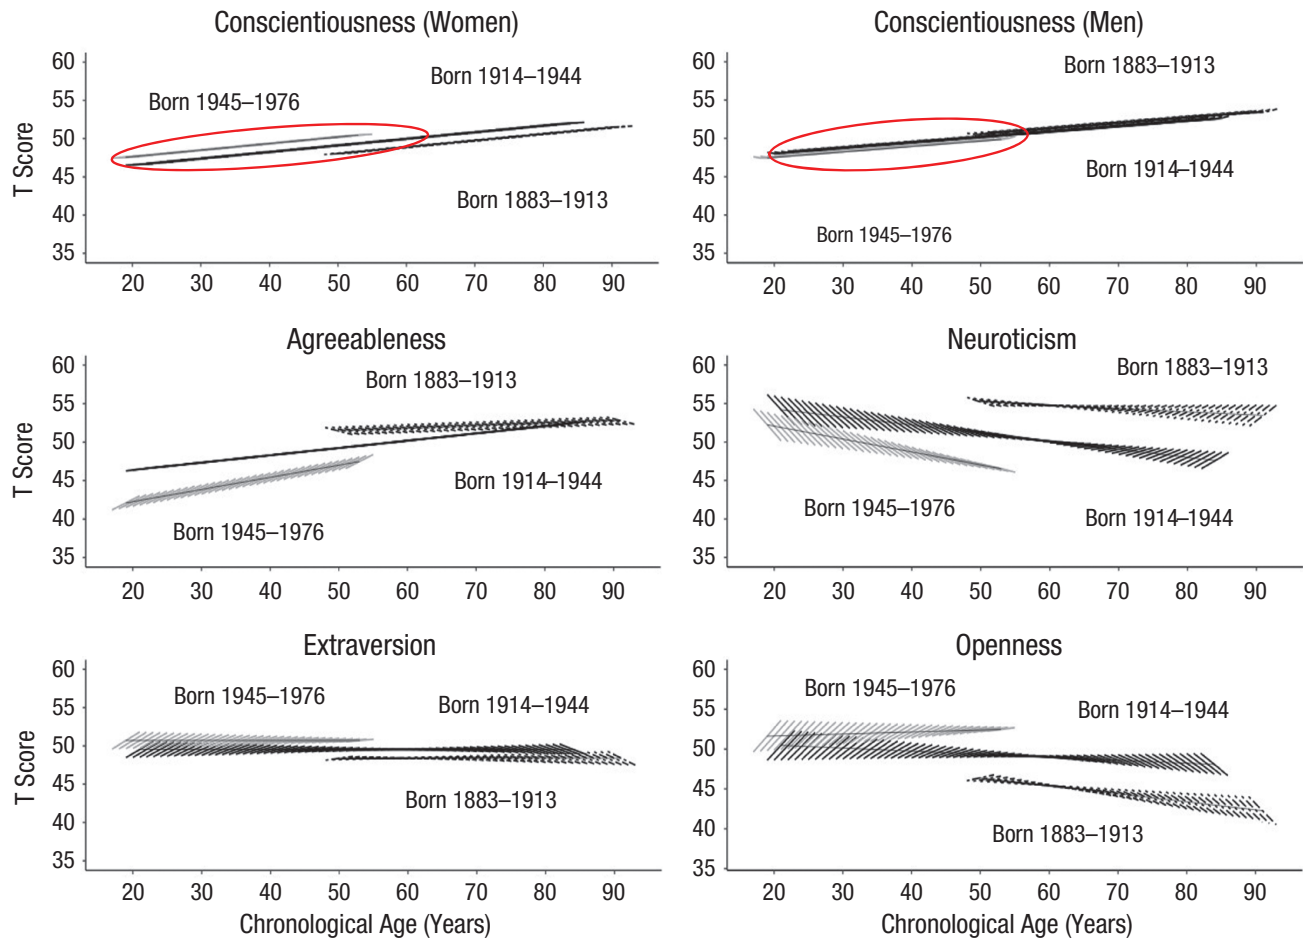 Conscientiousness (Women)
T Score
60
55
50
45
40
35
Born 1945–1976
Born 1914–1944
Born 1883–1913
20 30 40 50 60 70 80 90
Conscientiousness (Men)
60
55
50
45
40
35
Born 1883–1913
Born 1914–1944
Born 1945–1976
20 30 40 50 60 70 80 90
Agreeableness
T Score
60
55
50
45
40
35
Born 1883–1913
Born 1914–1944
Born 1945–1976
20 30 40 50 60 70 80 90
Neuroticism
60
55
50
45
40
35
Born 1883–1913
Born 1945–1976
Born 1914–1944
20 30 40 50 60 70 80 90
Extraversion
T Score
60
55
50
45
40
35
Born 1945–1976
Born 1914–1944
Born 1883–1913
20 30 40 50 60 70 80 90
Chronological Age (Years)
Openness
60
55
50
45
40
35
Born 1945–1976
Born 1914–1944
Born 1883–1913
20 30 40 50 60 70 80 90
Chronological Age (Years)